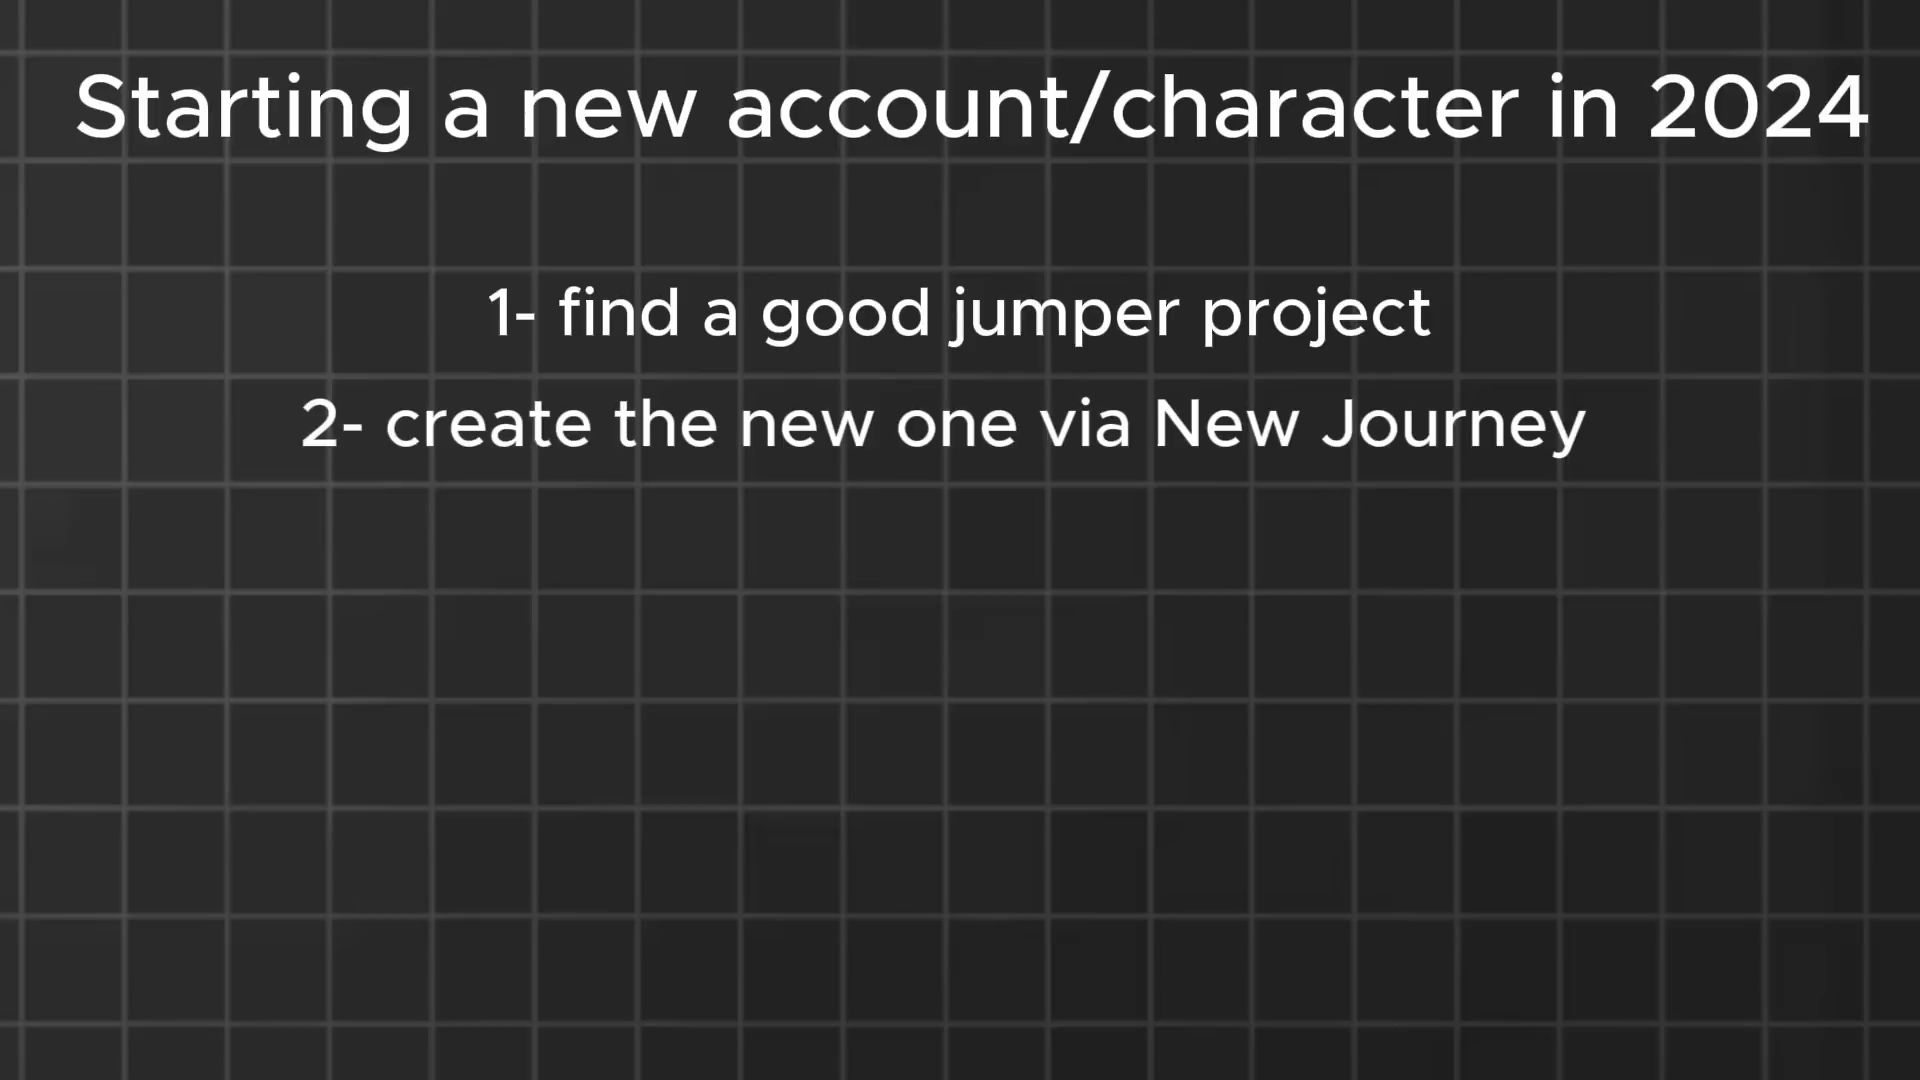 Starting a new account/character in 2024
1- find a good jumper project
2- create the new one via New Journey